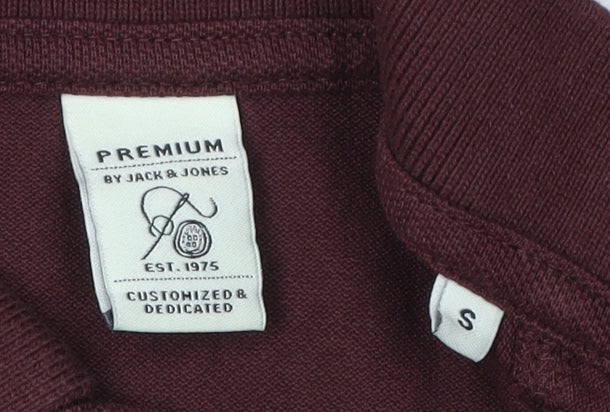 PREMIUM
BY JACK & JONES
EST. 1975
CUSTOMIZED &
DEDICATED
S